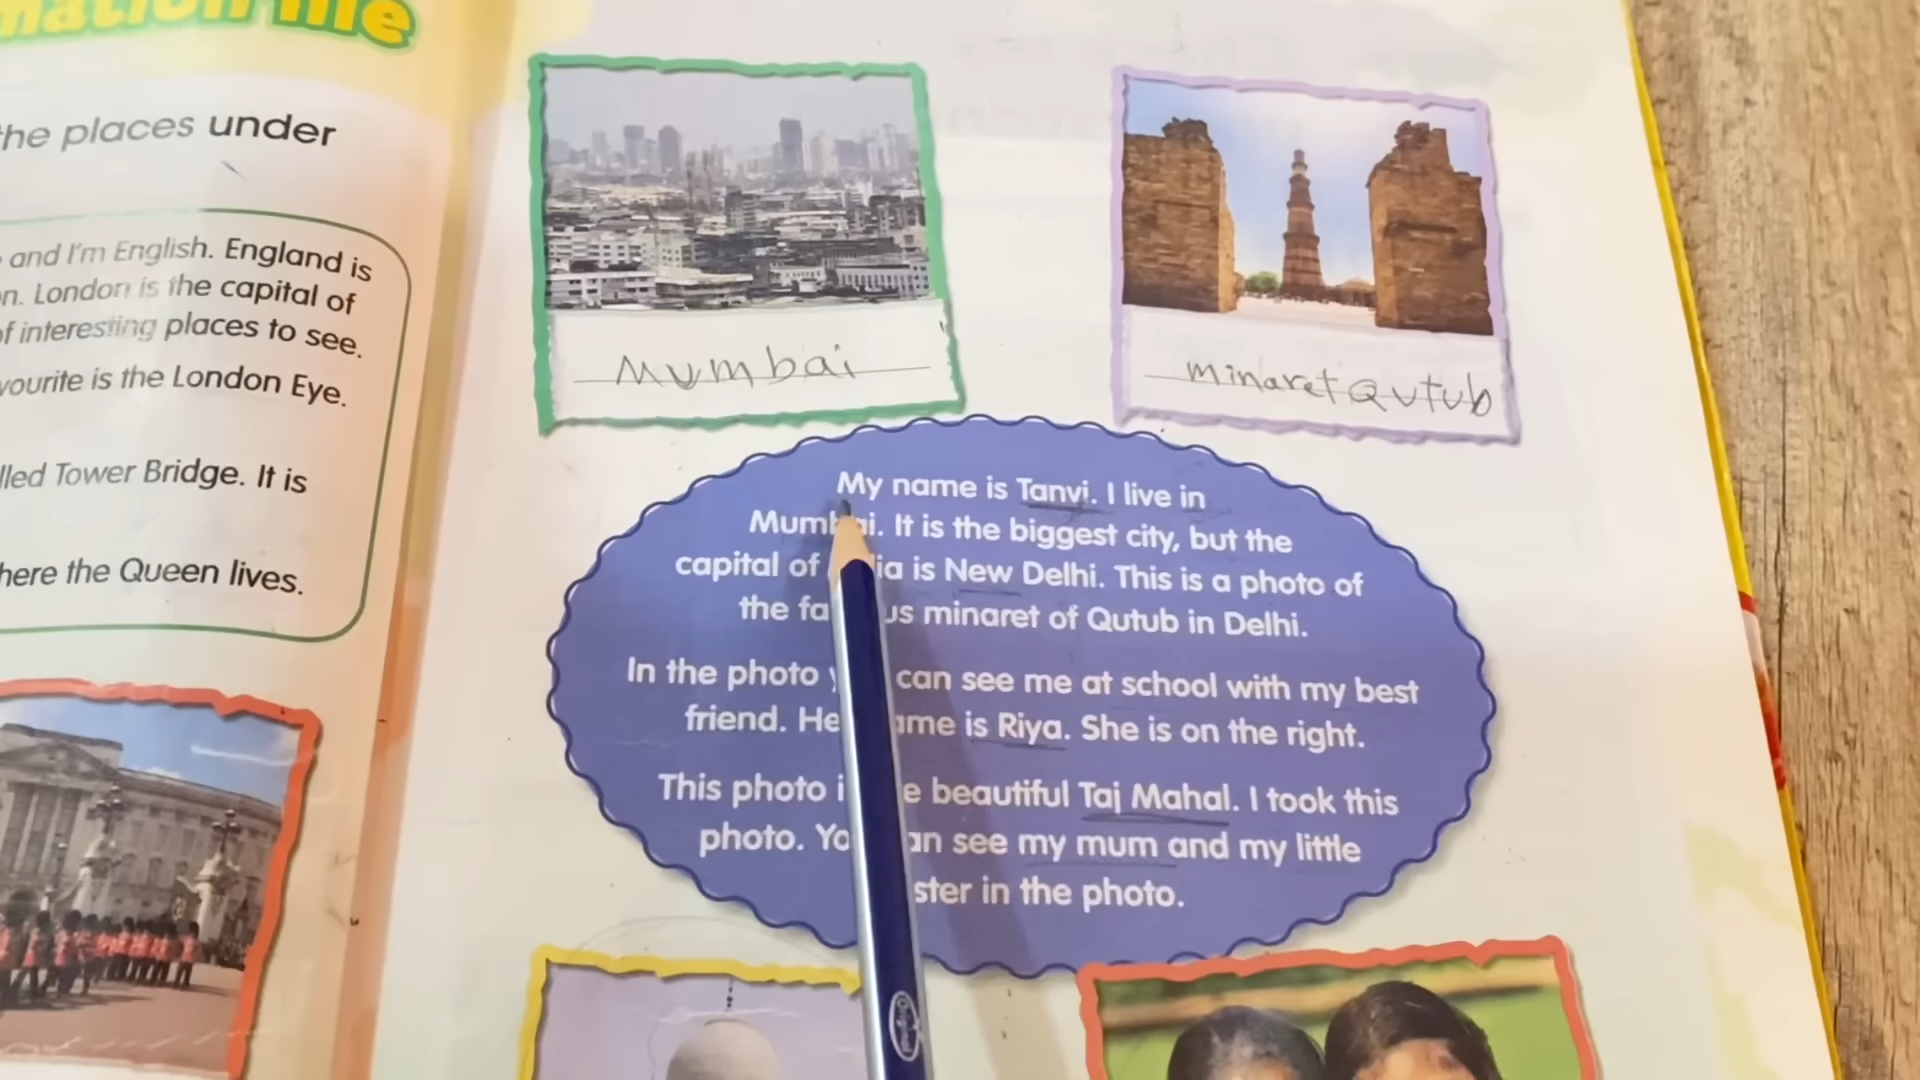 mation file
the places under
and I'm English. England is
n. London is the capital of
of interesting places to see.
vourite is the London Eye.
lled Tower Bridge. It is
here the Queen lives.
Mumbai
minaret Qutub
My name is Tanvi. I live in
Mumbai. It is the biggest city, but the
capital of ia is New Delhi. This is a photo of
the fa us minaret of Qutub in Delhi.
In the photo can see me at school with my best
friend. He ame is Riya. She is on the right.
This photo i e beautiful Taj Mahal. I took this
photo. Yo an see my mum and my little
ster in the photo.